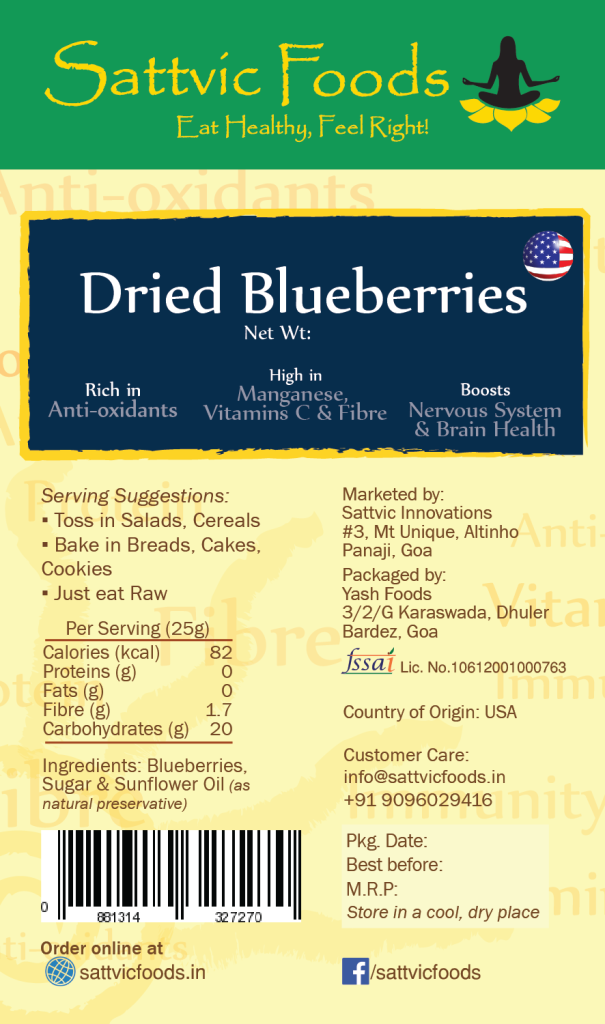 Sattvic Foods
Eat Healthy, Feel Right!
Anti-oxidants
Dried Blueberries
Net Wt:
Rich in
Anti-oxidants
High in
Manganese,
Vitamins C & Fibre
Boosts
Nervous System
& Brain Health
Serving Suggestions:
▪ Toss in Salads, Cereals
▪ Bake in Breads, Cakes,
Cookies
▪ Just eat Raw
Per Serving (25g)
Calories (kcal) 82
Proteins (g) 0
Fats (g) 0
Fibre (g) 1.7
Carbohydrates (g) 20
Ingredients: Blueberries,
Sugar & Sunflower Oil (as
natural preservative)
0 881314 327270
Order online at
sattvicfoods.in
Marketed by:
Sattvic Innovations
#3, Mt Unique, Altinho
Panaji, Goa
Packaged by:
Yash Foods
3/2/G Karaswada, Dhuler
Bardez, Goa
fssai Lic. No.10612001000763
Country of Origin: USA
Customer Care:
info@sattvicfoods.in
+91 9096029416
Pkg. Date:
Best before:
M.R.P:
Store in a cool, dry place
f/sattvicfoods
Protein
Fibre
Immunity